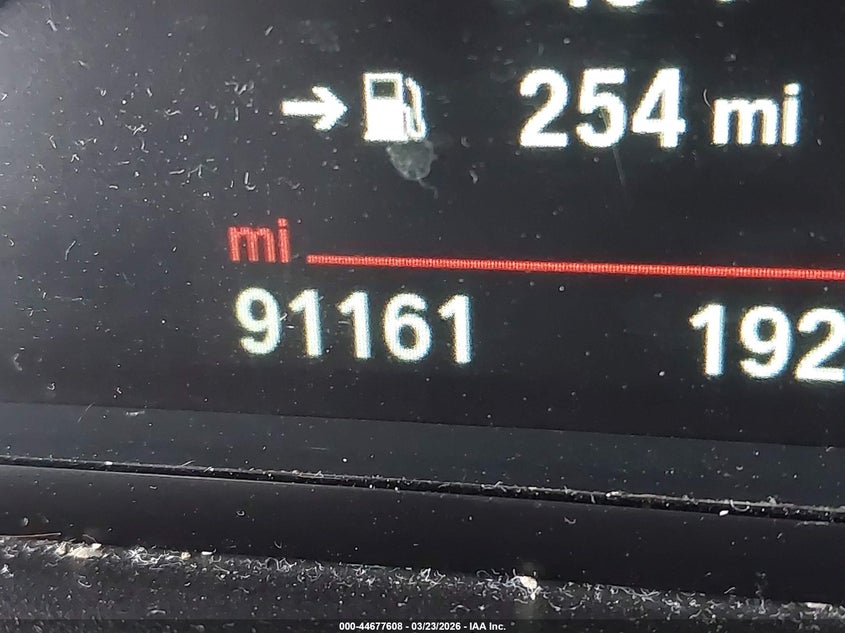 → 254 mi
mi
91161 192
000-44677608 - 03/23/2026 - IAA Inc.